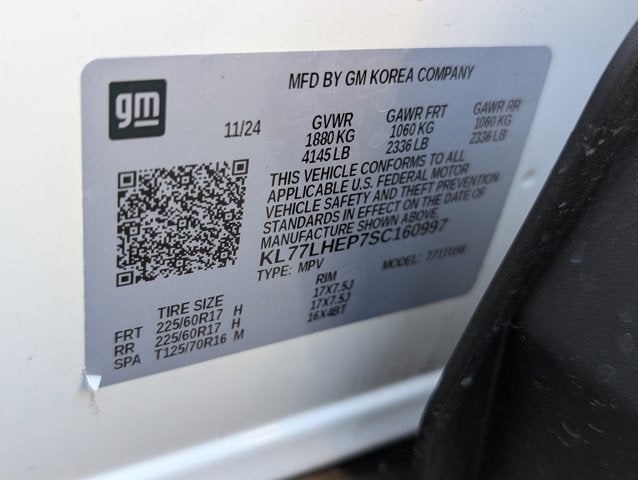 gm
MFD BY GM KOREA COMPANY
11/24
GVWR GAWR FRT GAWR RR
1880 KG 1060 KG 1060 KG
4145 LB 2336 LB 2336 LB
THIS VEHICLE CONFORMS TO ALL
APPLICABLE U.S. FEDERAL MOTOR
VEHICLE SAFETY AND THEFT PREVENTION
STANDARDS IN EFFECT ON THE DATE OF
MANUFACTURE SHOWN ABOVE.
KL77LHEP7SC160997
TYPE: MPV MODEL: 771TU58
TIRE SIZE RIM
FRT 225/60R17 H 17X7.5J
RR 225/60R17 H 17X7.5J
SPA T125/70R16 M 16X4BT